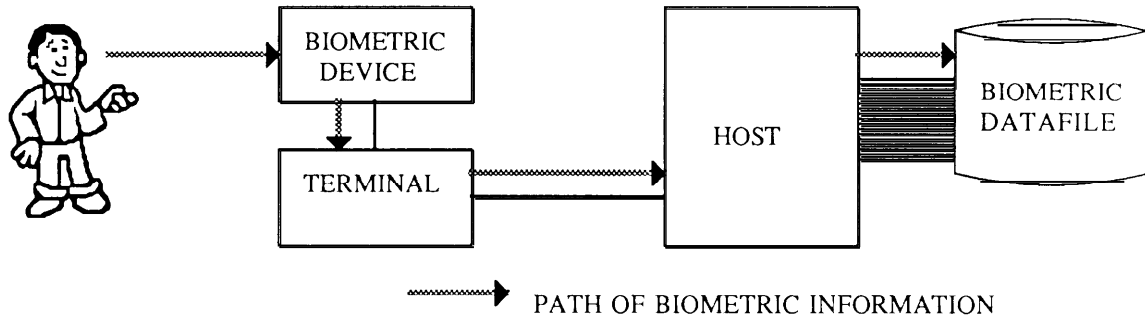 BIOMETRIC
DEVICE
TERMINAL
HOST
BIOMETRIC
DATAFILE
PATH OF BIOMETRIC INFORMATION